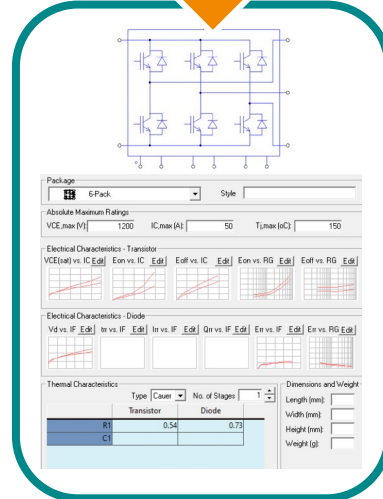 Package
6-Pack Style
Absolute Maximum Ratings
VCE,max (V): 1200 IC,max (A): 50 Tj,max (oC): 150
Electrical Characteristics - Transistor
VCE(sat) vs. IC Edit Eon vs. IC Edit Eoff vs. IC Edit Eon vs. RG Edit Eoff vs. RG Edit
Electrical Characteristics - Diode
Vd vs. IF Edit trr vs. IF Edit Irr vs. IF Edit Qrr vs. IF Edit Err vs. IF Edit Err vs. RG Edit
Thermal Characteristics Dimensions and Weight
Type Cauer No. of Stages 1 Length (mm):
Transistor Diode Width (mm):
R1 0.54 0.73 Height (mm):
C1 Weight (g):